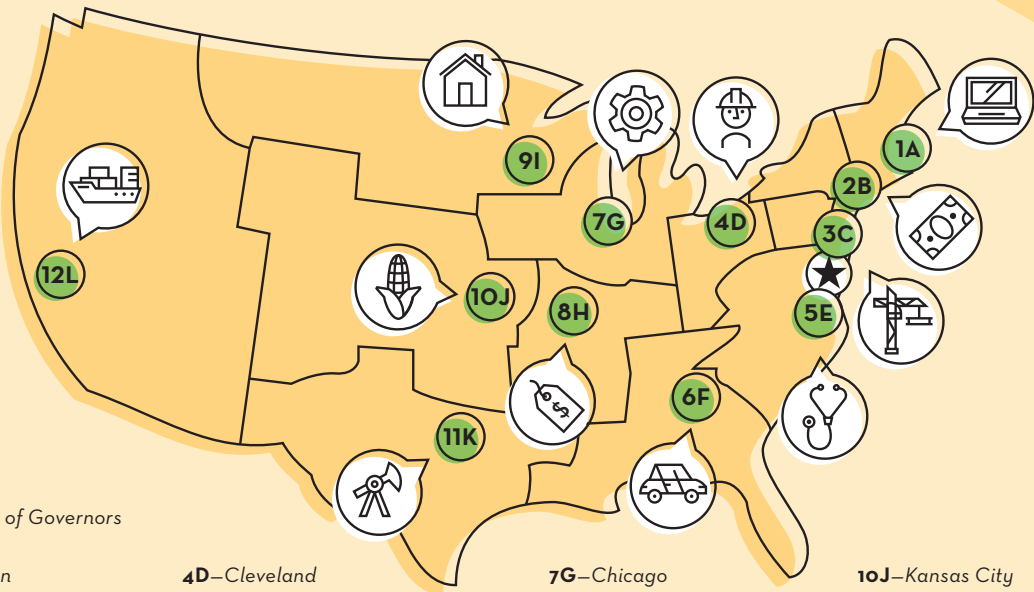 9I
1A
2B
7G
4D
3C
12L
10J
8H
5E
$
6F
11K
of Governors
n
4D–Cleveland
7G–Chicago
10J–Kansas City